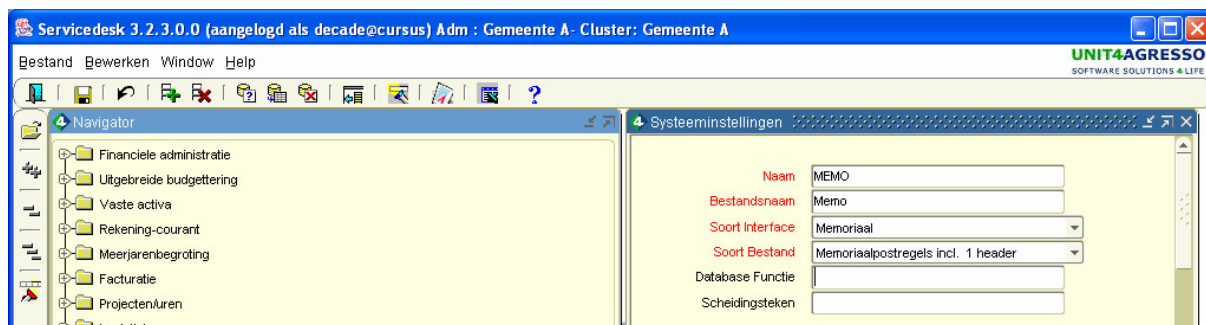 Servicedesk 3.2.3.0.0 (aangelogd als decade@cursus) Adm : Gemeente A- Cluster: Gemeente A
Bestand Bewerken Window Help
UNIT4AGRESSO
SOFTWARE SOLUTIONS 4 LIFE
Navigator
Financiele administratie
Uitgebreide budgettering
Vaste activa
Rekening-courant
Meerjarenbegroting
Facturatie
Projecten/uren
Systeeminstellingen
Naam MEMO
Bestandsnaam Memo
Soort Interface Memoriaal
Soort Bestand Memoriaalpostregels incl. 1 header
Database Functie
Scheidingsteken